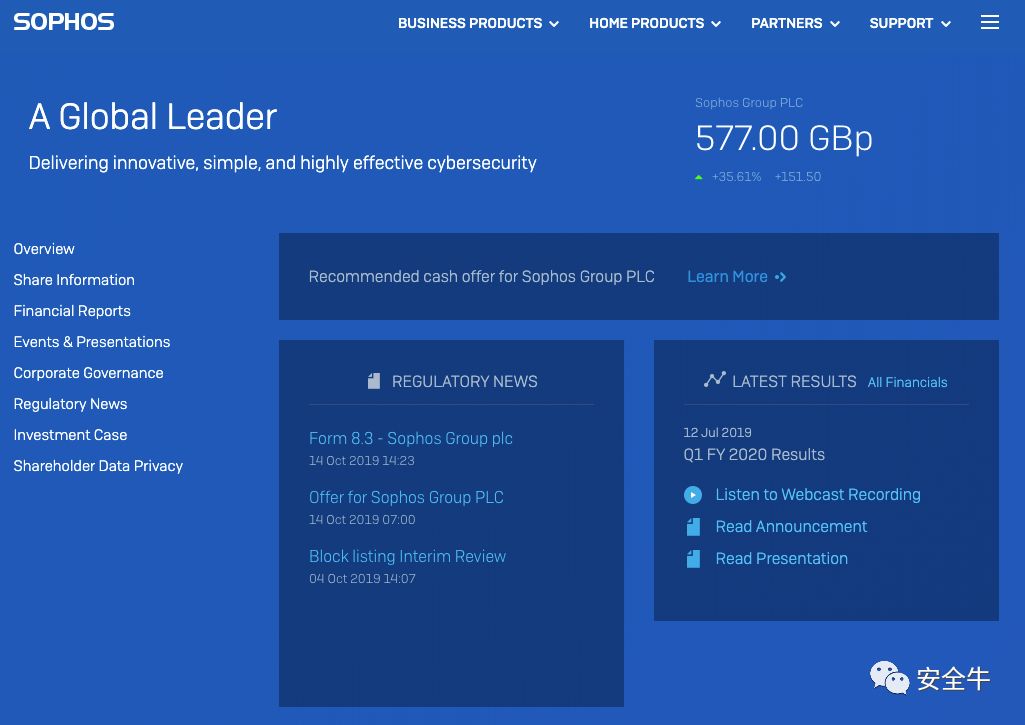 SOPHOS
BUSINESS PRODUCTS HOME PRODUCTS PARTNERS SUPPORT
A Global Leader
Delivering innovative, simple, and highly effective cybersecurity
Sophos Group PLC
577.00 GBp
+35.61% +151.50
Overview
Share Information
Financial Reports
Events & Presentations
Corporate Governance
Regulatory News
Investment Case
Shareholder Data Privacy
Recommended cash offer for Sophos Group PLC Learn More
REGULATORY NEWS
Form 8.3 - Sophos Group plc
14 Oct 2019 14:23
Offer for Sophos Group PLC
14 Oct 2019 07:00
Block listing Interim Review
04 Oct 2019 14:07
LATEST RESULTS All Financials
12 Jul 2019
Q1 FY 2020 Results
Listen to Webcast Recording
Read Announcement
Read Presentation
安全牛